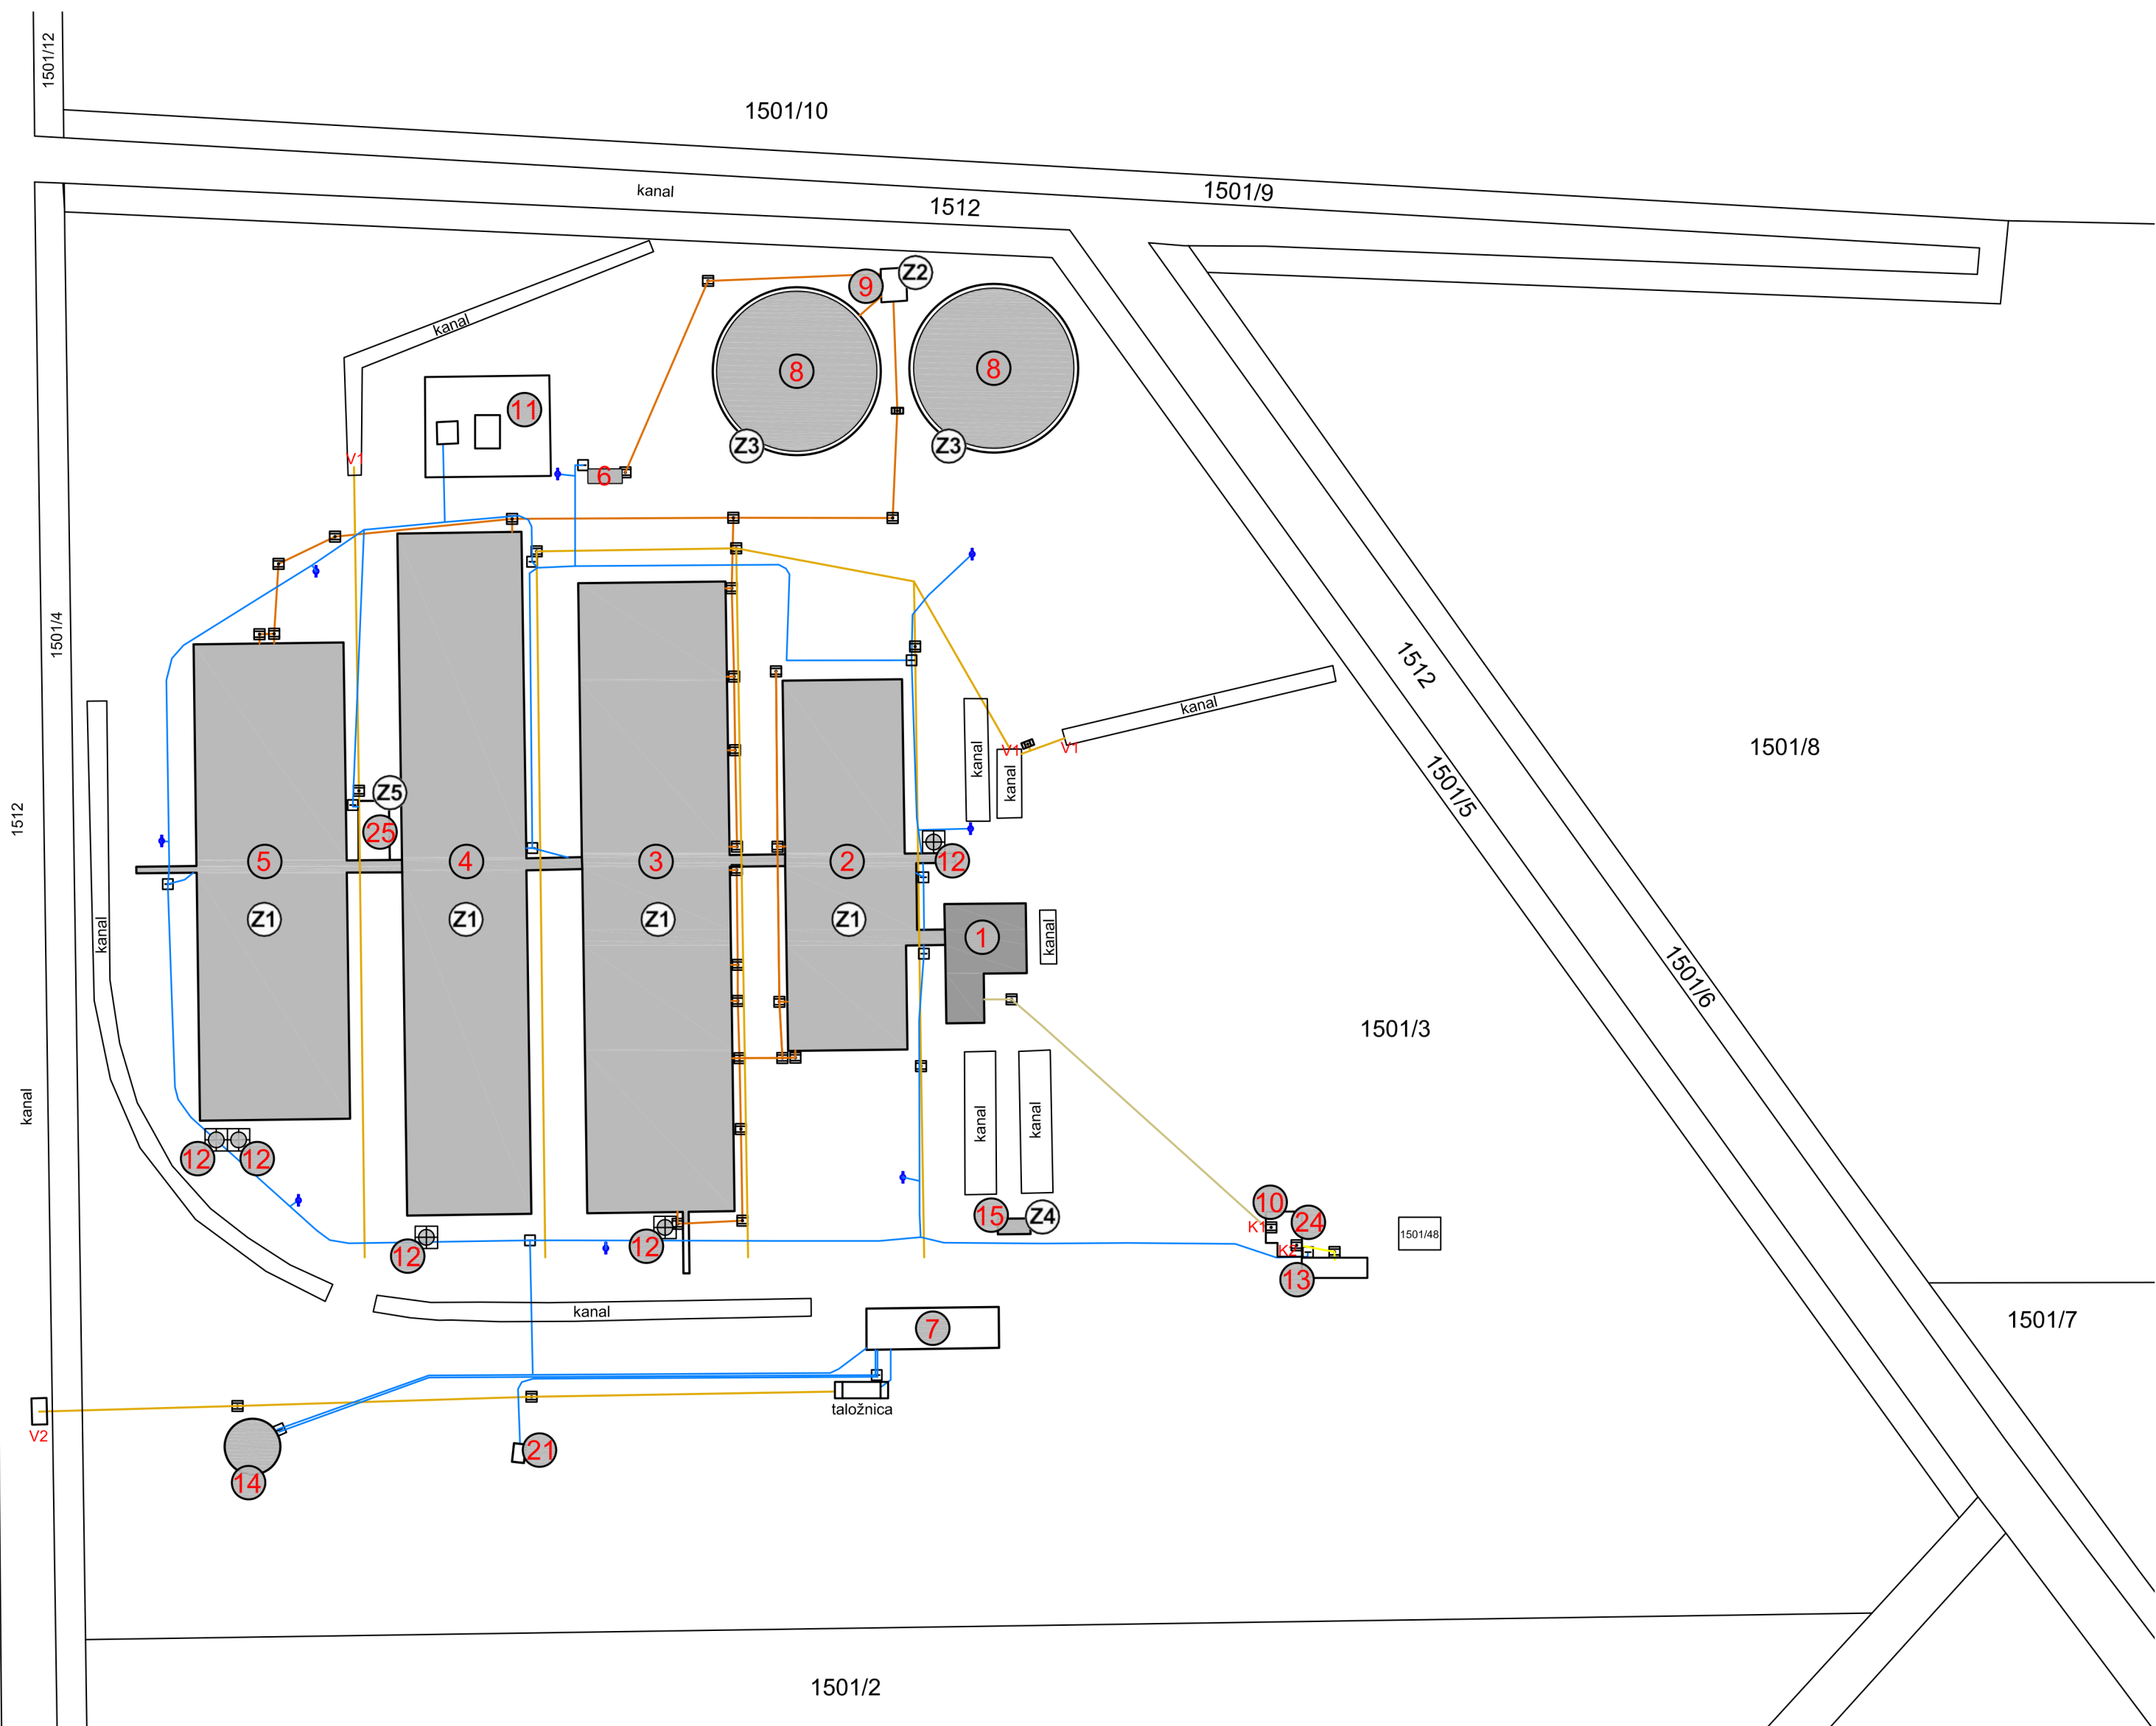 1501/12
1501/10
kanal
1512
1501/9
Z2
9
kanal
8
8
11
Z3
Z3
V1
6
1501/4
1512
kanal
kanal
V1
V1
kanal
1501/8
1501/5
Z5
25
1512
5
4
3
2
12
Z1
Z1
Z1
Z1
1
kanal
kanal
1501/6
1501/3
kanal
kanal
kanal
12
12
10
15
Z4
24
K1
1501/48
12
12
K2
13
kanal
7
1501/7
taložnica
V2
21
14
1501/2